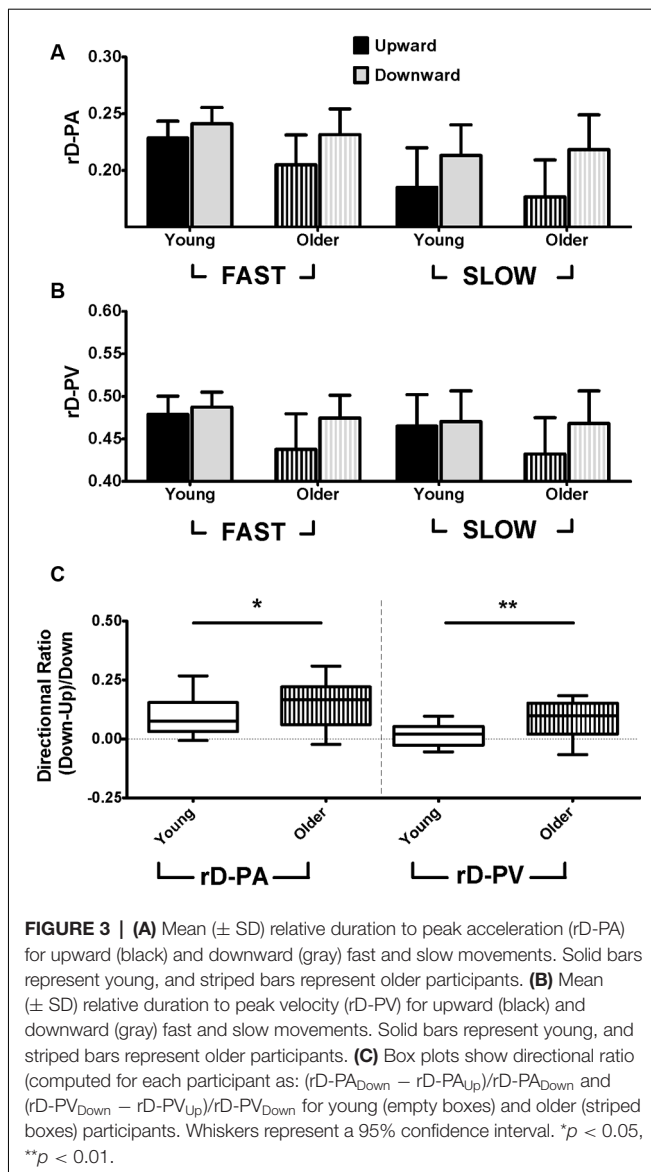 A
Upward
Downward
0.30
0.25
0.20
rD-PA
Young Older Young Older
FAST SLOW
B
0.60
0.55
0.50
0.45
0.40
rD-PV
Young Older Young Older
FAST SLOW
C
Directionnal Ratio
(Down-Up)/Down
0.50
0.25
0.00
-0.25
* **
Young Older Young Older
rD-PA rD-PV
FIGURE 3 | (A) Mean (± SD) relative duration to peak acceleration (rD-PA)
for upward (black) and downward (gray) fast and slow movements. Solid bars
represent young, and striped bars represent older participants. (B) Mean
(± SD) relative duration to peak velocity (rD-PV) for upward (black) and
downward (gray) fast and slow movements. Solid bars represent young, and
striped bars represent older participants. (C) Box plots show directional ratio
(computed for each participant as: (rD-PADown − rD-PAUp)/rD-PADown and
(rD-PVDown − rD-PVUp)/rD-PVDown for young (empty boxes) and older (striped
boxes) participants. Whiskers represent a 95% confidence interval. *p < 0.05,
**p < 0.01.